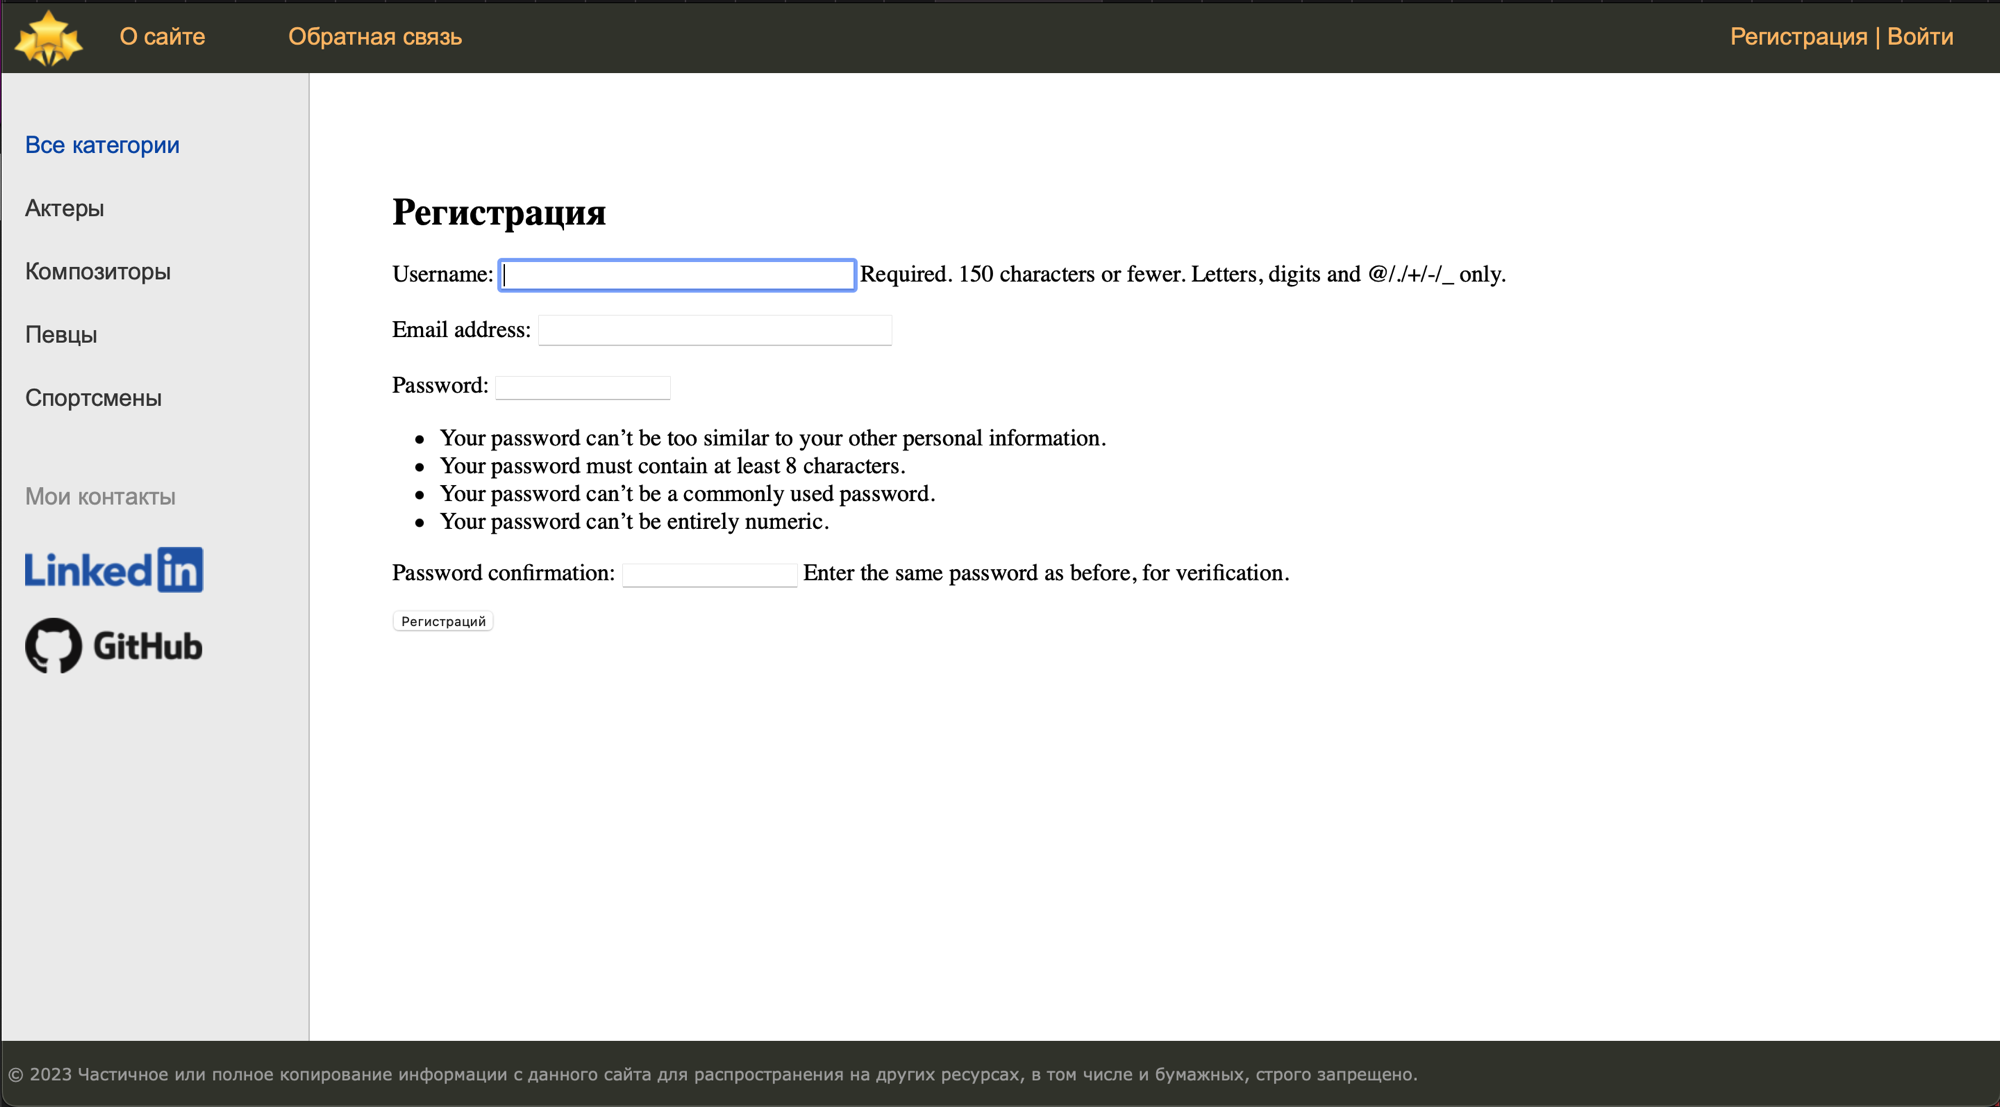 О сайте Обратная связь Регистрация | Войти
Все категории
Актеры
Композиторы
Певцы
Спортсмены
Мои контакты
Linked in
GitHub
Регистрация
Username: Required. 150 characters or fewer. Letters, digits and @/./+/-/_ only.
Email address:
Password:
• Your password can’t be too similar to your other personal information.
• Your password must contain at least 8 characters.
• Your password can’t be a commonly used password.
• Your password can’t be entirely numeric.
Password confirmation: Enter the same password as before, for verification.
Регистраций
© 2023 Частичное или полное копирование информации с данного сайта для распространения на других ресурсах, в том числе и бумажных, строго запрещено.